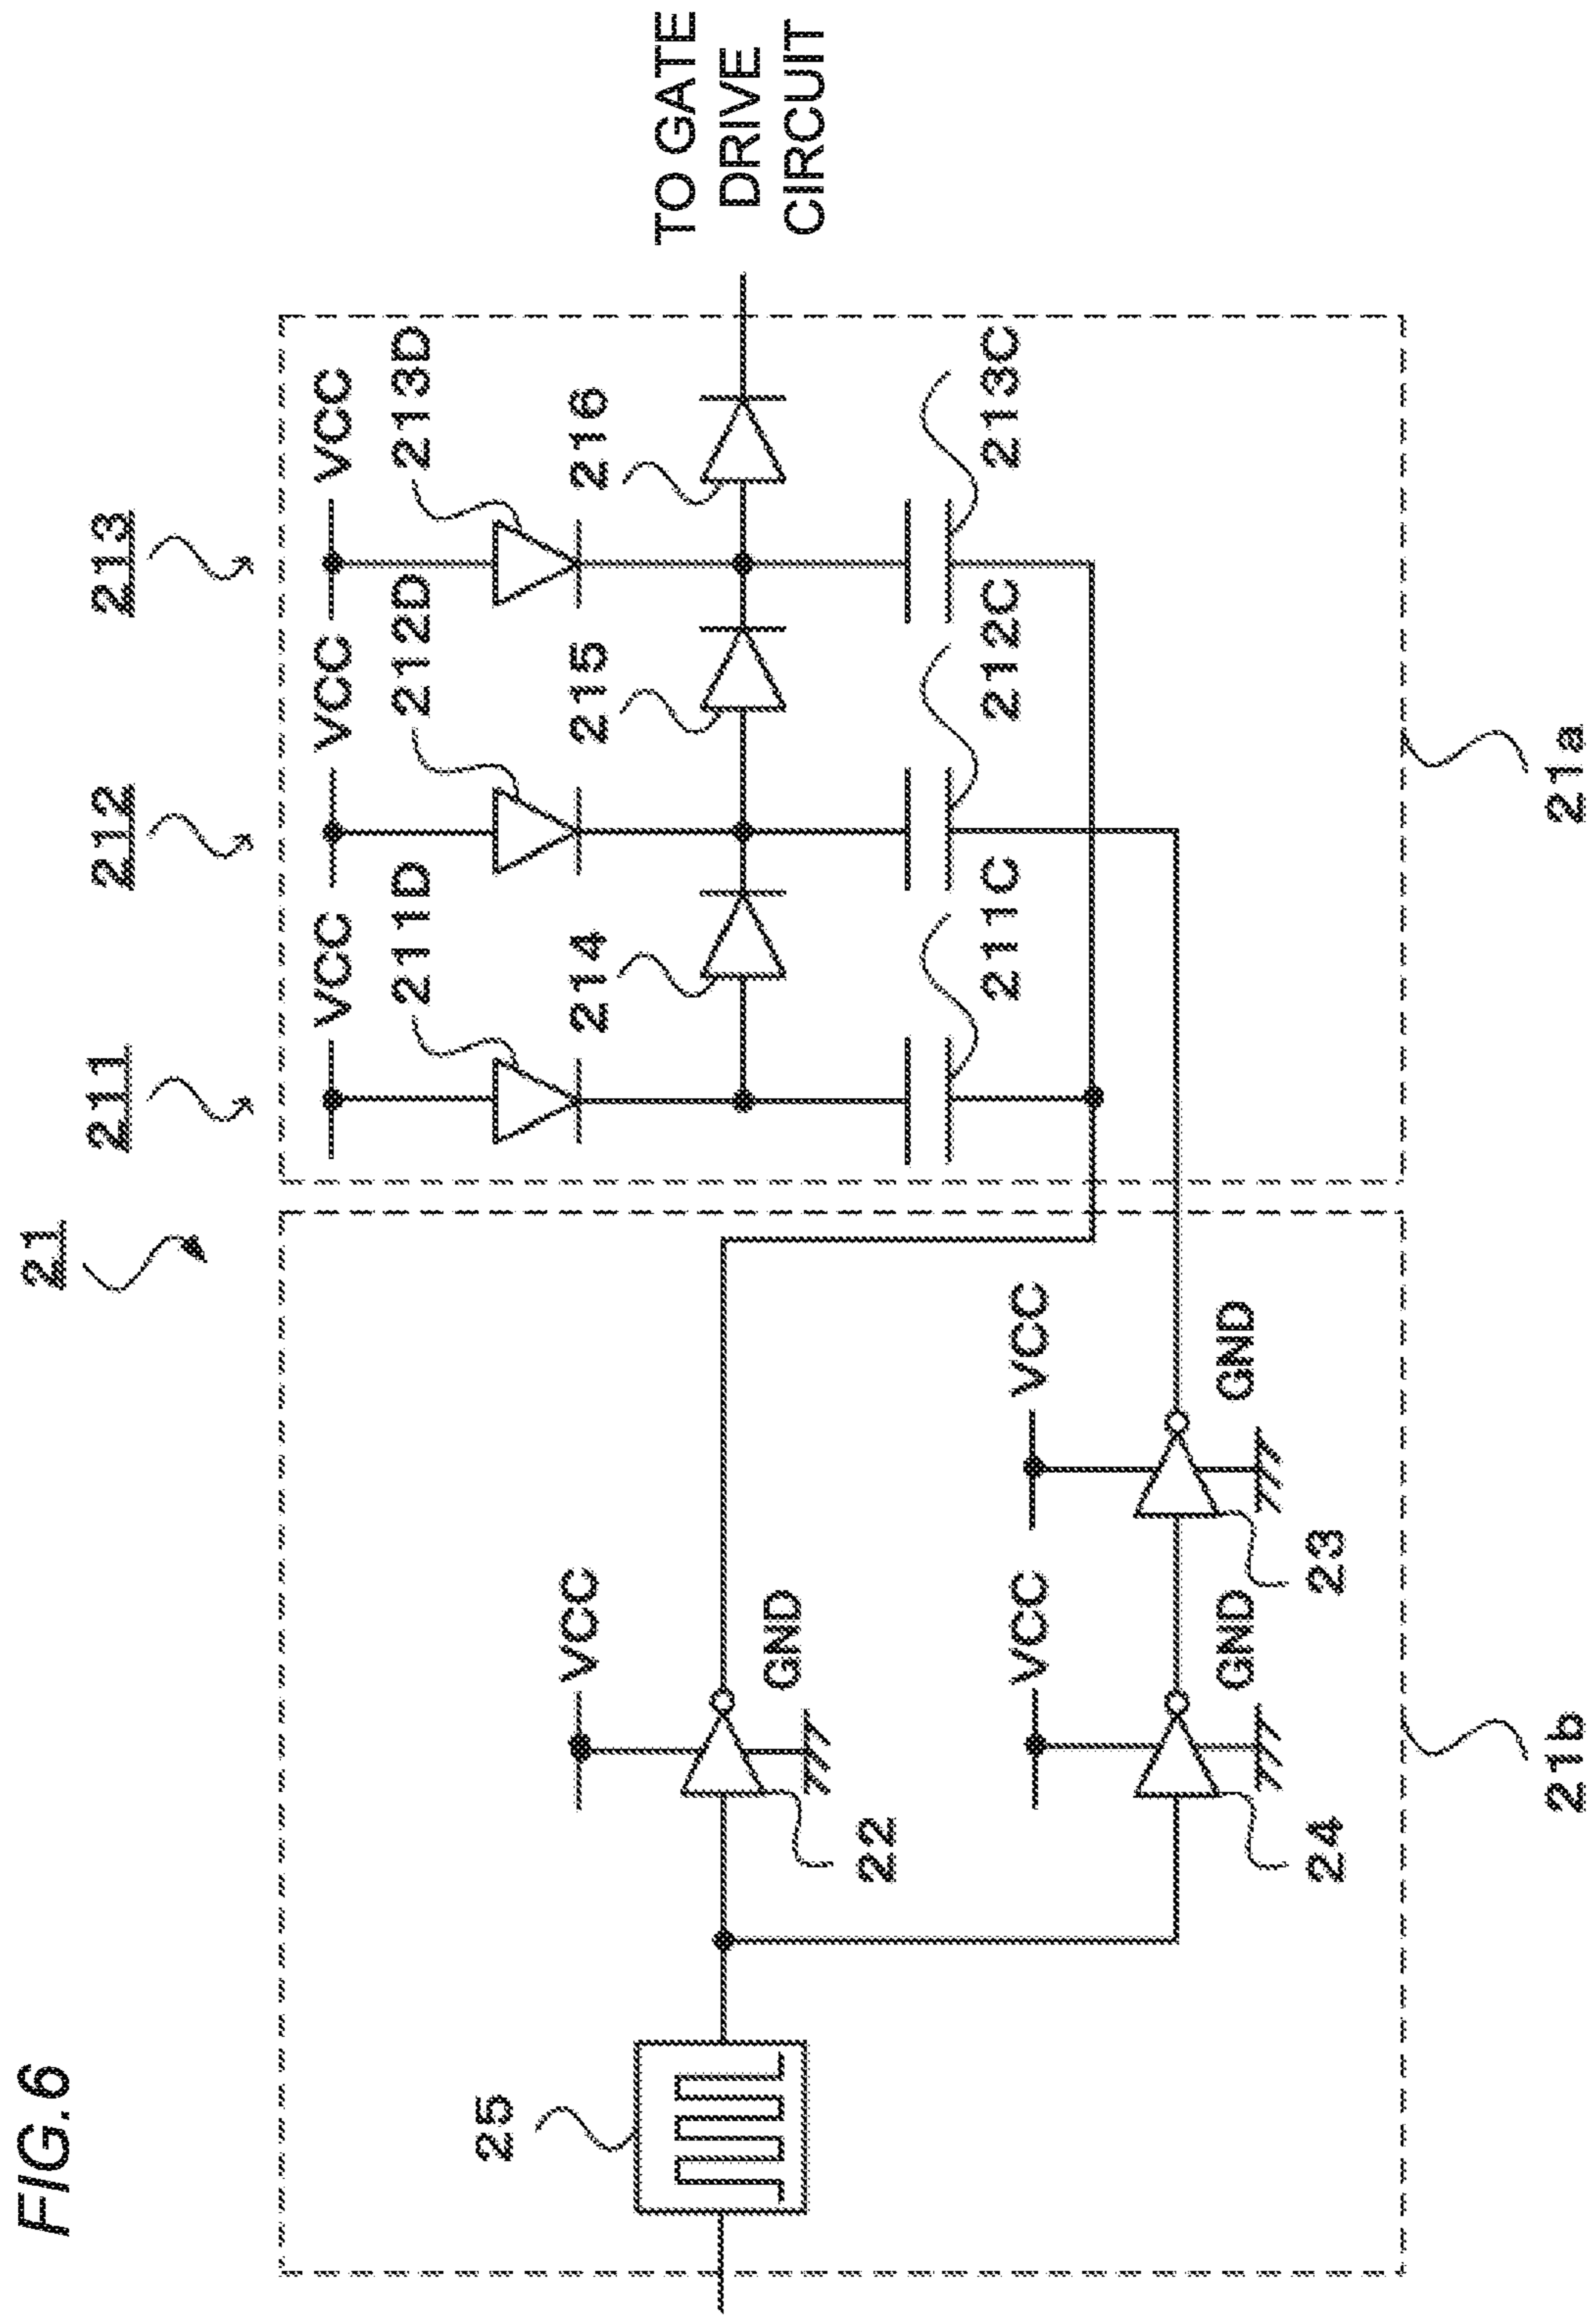 FIG.6
21
211
212
213
VCC
VCC
VCC
211D
212D
213D
214
215
216
TO GATE
DRIVE
CIRCUIT
211C
212C
213C
25
VCC
GND
22
VCC
VCC
GND
GND
24
23
21b
21a